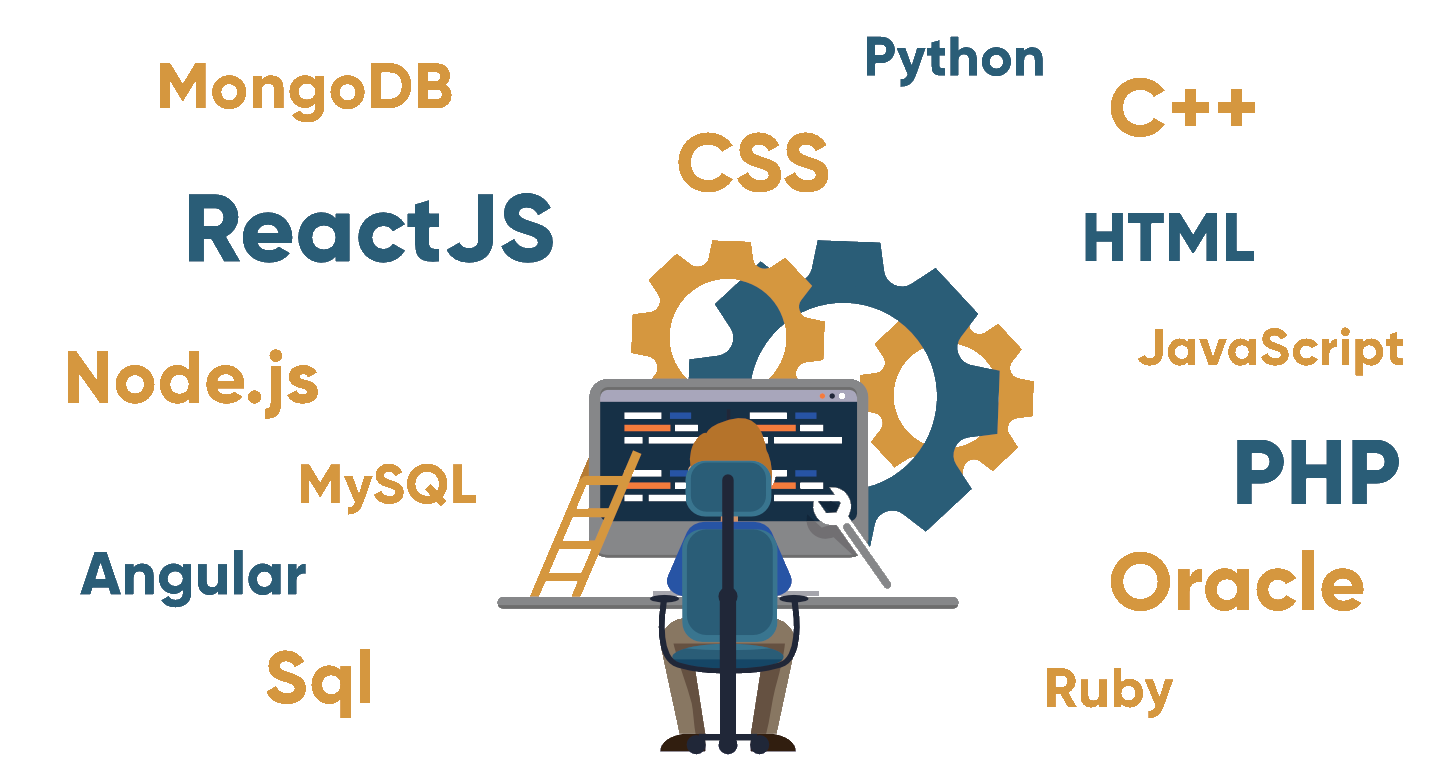 MongoDB
Python
C++
CSS
ReactJS
HTML
JavaScript
Node.js
MySQL
PHP
Angular
Oracle
Sql
Ruby